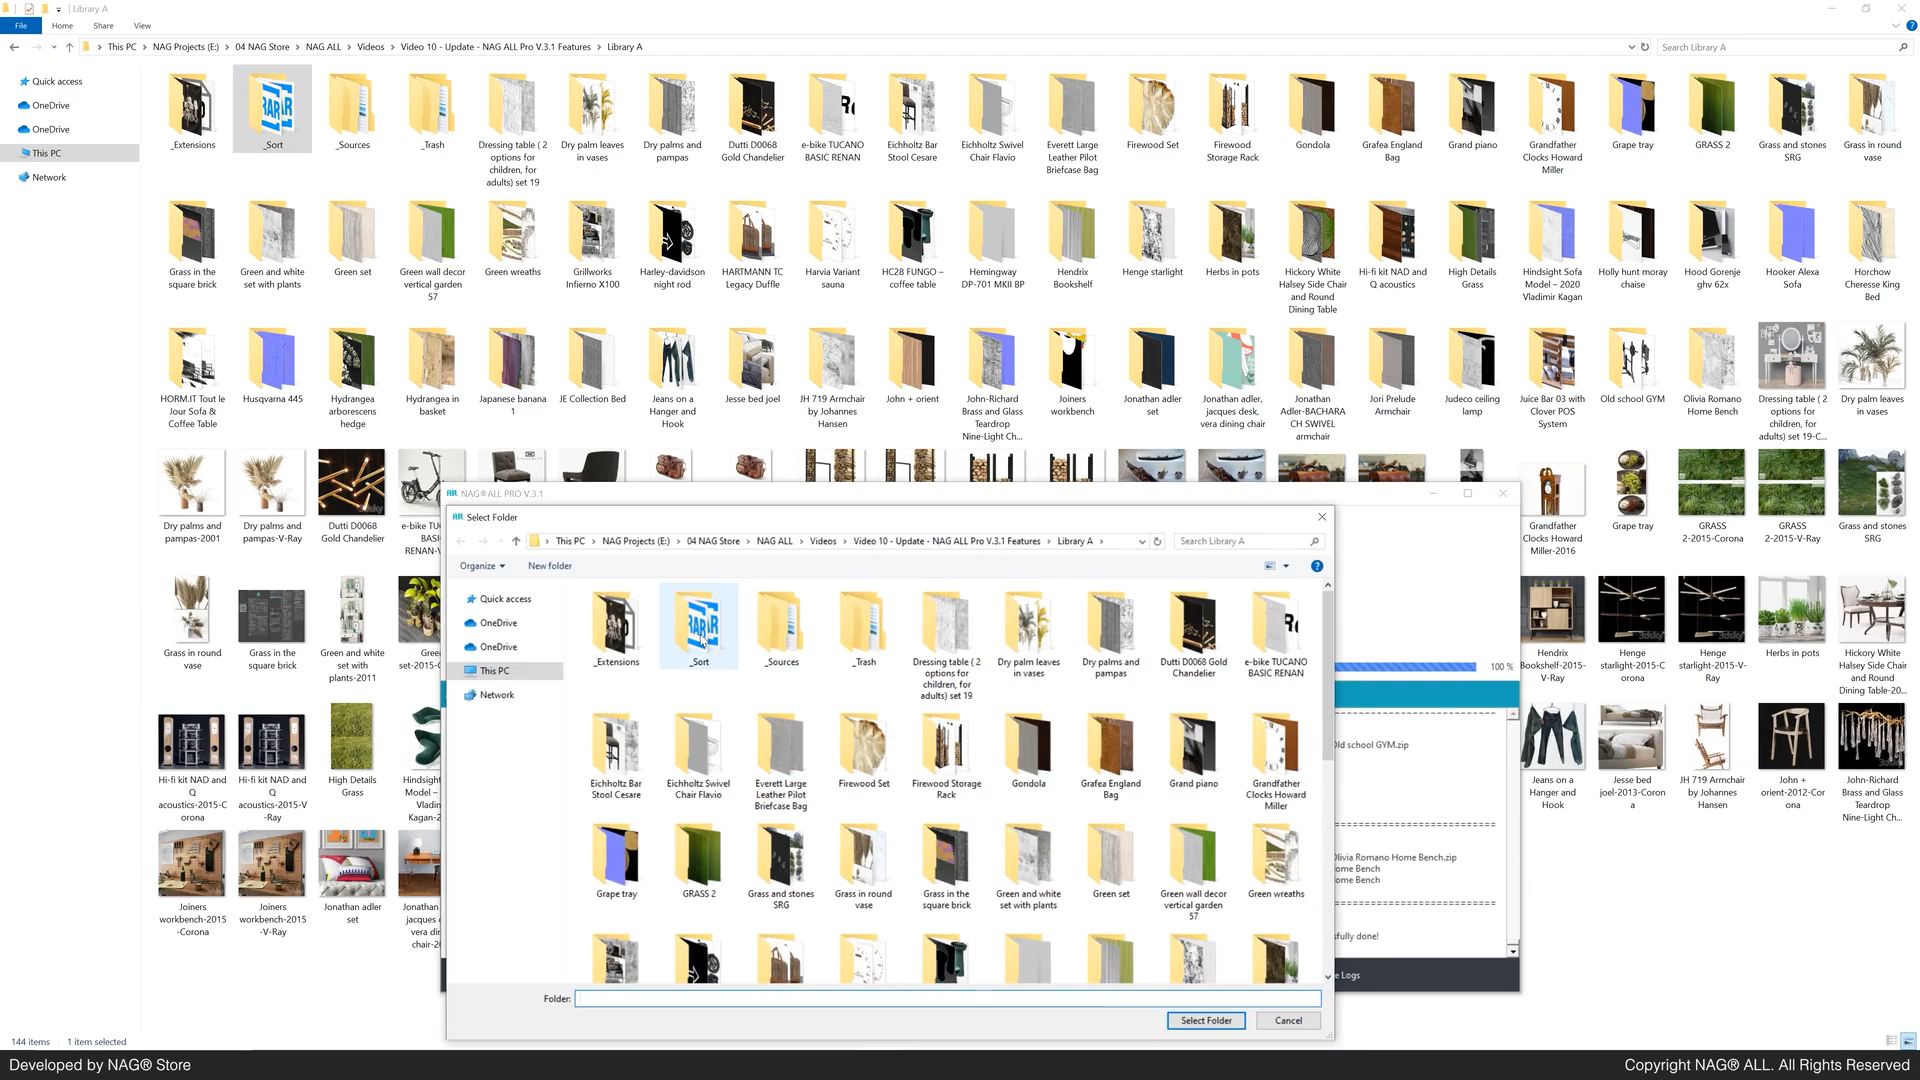 Library A
File Home Share View
This PC NAG Projects (E:) 04 NAG Store NAG ALL Videos Video 10 - Update - NAG ALL Pro V.3.1 Features Library A
Search Library A
Quick access
OneDrive
OneDrive
This PC
Network
_Extensions
_Sort
_Sources
_Trash
Dressing table ( 2
options for
children, for
adults) set 19
Dry palm leaves
in vases
Dry palms and
pampas
Dutti D0068
Gold Chandelier
e-bike TUCANO
BASIC RENAN
Eichholtz Bar
Stool Cesare
Eichholtz Swivel
Chair Flavio
Everett Large
Leather Pilot
Briefcase Bag
Firewood Set
Firewood
Storage Rack
Gondola
Grafea England
Bag
Grand piano
Grandfather
Clocks Howard
Miller
Grape tray
GRASS 2
Grass and stones
SRG
Grass in round
vase
Grass in the
square brick
Green and white
set with plants
Green set
Green wall decor
vertical garden
57
Green wreaths
Grillworks
Infierno X100
Harley-davidson
night rod
HARTMANN TC
Legacy Duffle
Harvia Variant
sauna
HC28 FUNGO –
coffee table
Hemingway
DP-701 MKII BP
Hendrix
Bookshelf
Henge starlight
Herbs in pots
Hickory White
Halsey Side Chair
and Round
Dining Table
Hi-fi kit NAD and
Q acoustics
High Details
Grass
Hindsight Sofa
Model – 2020
Vladimir Kagan
Holly hunt moray
chaise
Hood Gorenje
ghv 62x
Hooker Alexa
Sofa
Horchow
Cheresse King
Bed
HORM.IT Tout le
Jour Sofa &
Coffee Table
Husqvarna 445
Hydrangea
arborescens
hedge
Hydrangea in
basket
Japanese banana
1
JE Collection Bed
Jeans on a
Hanger and
Hook
Jesse bed joel
JH 719 Armchair
by Johannes
Hansen
John + orient
John-Richard
Brass and Glass
Teardrop
Nine-Light Ch...
Joiners
workbench
Jonathan adler
set
Jonathan adler,
jacques desk,
vera dining chair
Jonathan
Adler-BACHARA
CH SWIVEL
armchair
Jori Prelude
Armchair
Judeco ceiling
lamp
Juice Bar 03 with
Clover POS
System
Old school GYM
Olivia Romano
Home Bench
Dressing table ( 2
options for
children, for
adults) set 19-C...
Dry palm leaves
in vases
Dry palms and
pampas-2001
Dry palms and
pampas-V-Ray
Dutti D0068
Gold Chandelier
e-bike TU
BASI
RENAN-V
Grandfather
Clocks Howard
Miller-2016
Grape tray
GRASS
2-2015-Corona
GRASS
2-2015-V-Ray
Grass and stones
SRG
Grass in round
vase
Grass in the
square brick
Green and white
set with
plants-2011
Green
set-2015-C
Hendrix
Bookshelf-2015-
V-Ray
Henge
starlight-2015-C
orona
Henge
starlight-2015-V-
Ray
Herbs in pots
Hickory White
Halsey Side Chair
and Round
Dining Table-20...
Hi-fi kit NAD and
Q
acoustics-2015-C
orona
Hi-fi kit NAD and
Q
acoustics-2015-V
-Ray
High Details
Grass
Hindsight
Model –
Vladim
Kagan-2
Jeans on a
Hanger and
Hook
Jesse bed
joel-2013-Coron
a
JH 719 Armchair
by Johannes
Hansen
John +
orient-2012-Cor
ona
John-Richard
Brass and Glass
Teardrop
Nine-Light Ch...
Joiners
workbench-2015
-Corona
Joiners
workbench-2015
-V-Ray
Jonathan adler
set
Jonathan
jacques
vera di
chair-2
NAG®ALL PRO V.3.1
Select Folder
This PC NAG Projects (E:) 04 NAG Store NAG ALL Videos Video 10 - Update - NAG ALL Pro V.3.1 Features Library A
Search Library A
Organize New folder
Quick access
OneDrive
OneDrive
This PC
Network
_Extensions
_Sort
_Sources
_Trash
Dressing table ( 2
options for
children, for
adults) set 19
Dry palm leaves
in vases
Dry palms and
pampas
Dutti D0068 Gold
Chandelier
e-bike TUCANO
BASIC RENAN
Eichholtz Bar
Stool Cesare
Eichholtz Swivel
Chair Flavio
Everett Large
Leather Pilot
Briefcase Bag
Firewood Set
Firewood Storage
Rack
Gondola
Grafea England
Bag
Grand piano
Grandfather
Clocks Howard
Miller
Grape tray
GRASS 2
Grass and stones
SRG
Grass in round
vase
Grass in the
square brick
Green and white
set with plants
Green set
Green wall decor
vertical garden
57
Green wreaths
Folder:
Select Folder Cancel
100 %
Old school GYM.zip
Olivia Romano Home Bench.zip
ome Bench
ome Bench
sfully done!
e Logs
144 items 1 item selected
Developed by NAG® Store
Copyright NAG® ALL. All Rights Reserved